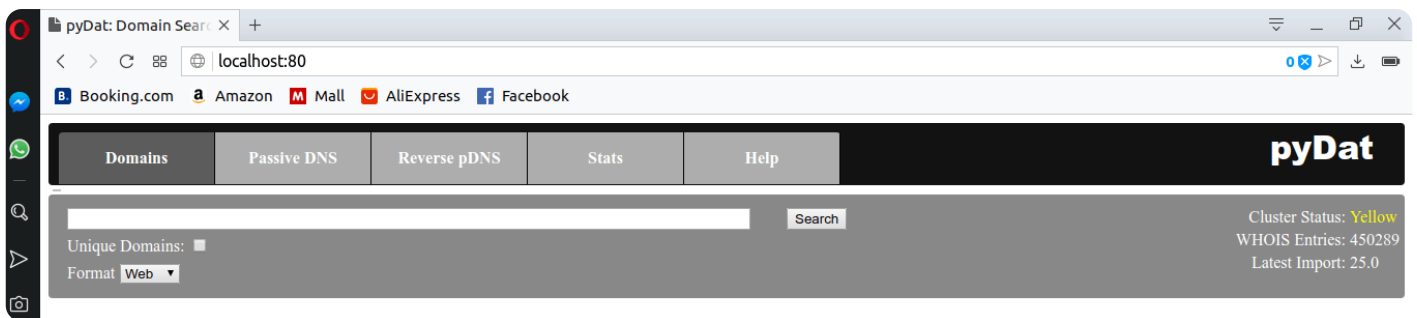 pyDat: Domain Searc
localhost:80
0
B. Booking.com a Amazon M Mall AliExpress f Facebook
Domains Passive DNS Reverse pDNS Stats Help pyDat
Search Cluster Status: Yellow
Unique Domains: WHOIS Entries: 450289
Format Web Latest Import: 25.0